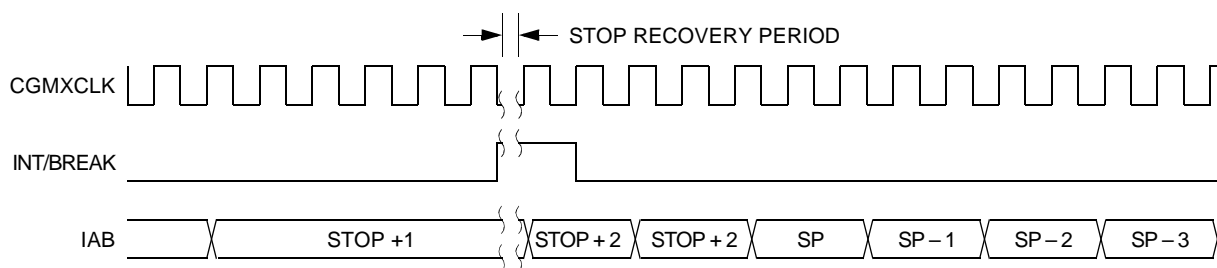 STOP RECOVERY PERIOD
CGMXCLK
INT/BREAK
IAB STOP +1 STOP + 2 STOP + 2 SP SP – 1 SP – 2 SP – 3